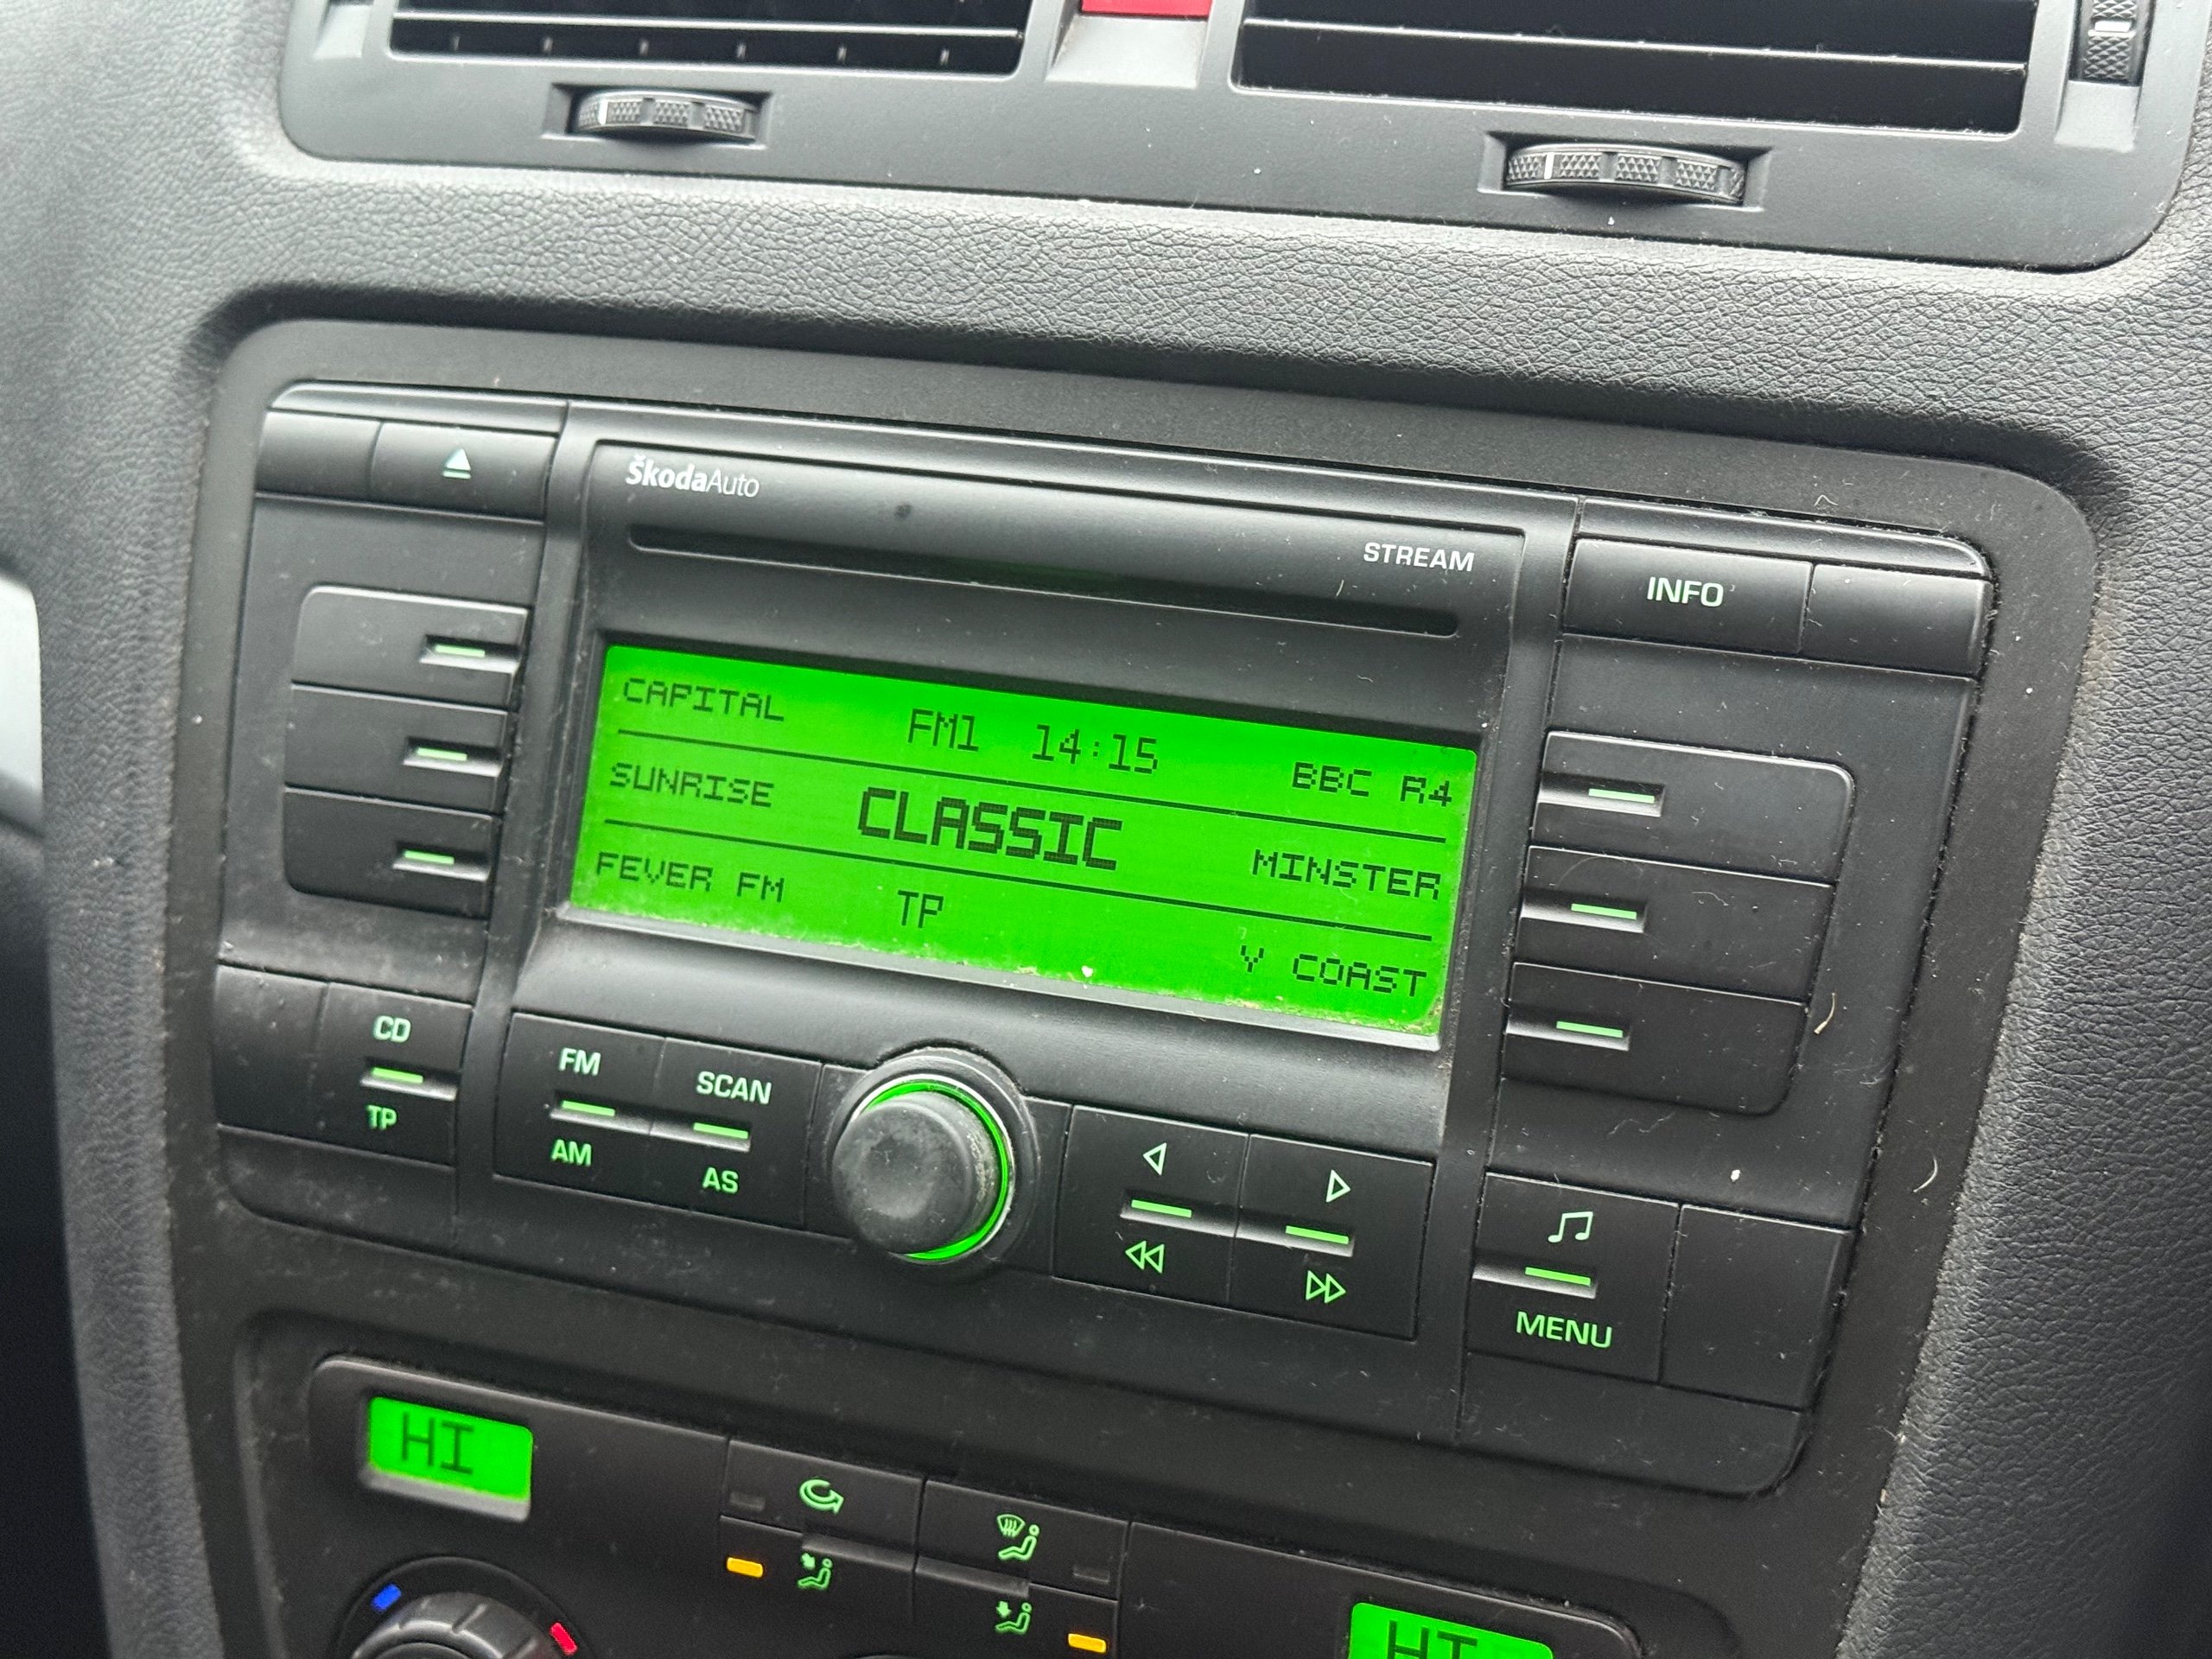 ŠkodaAuto
STREAM
INFO
CAPITAL FM1 14:15 BBC R4
SUNRISE CLASSIC MINSTER
FEVER FM TP Y COAST
CD
TP
FM
AM
SCAN
AS
MENU
HI
HI